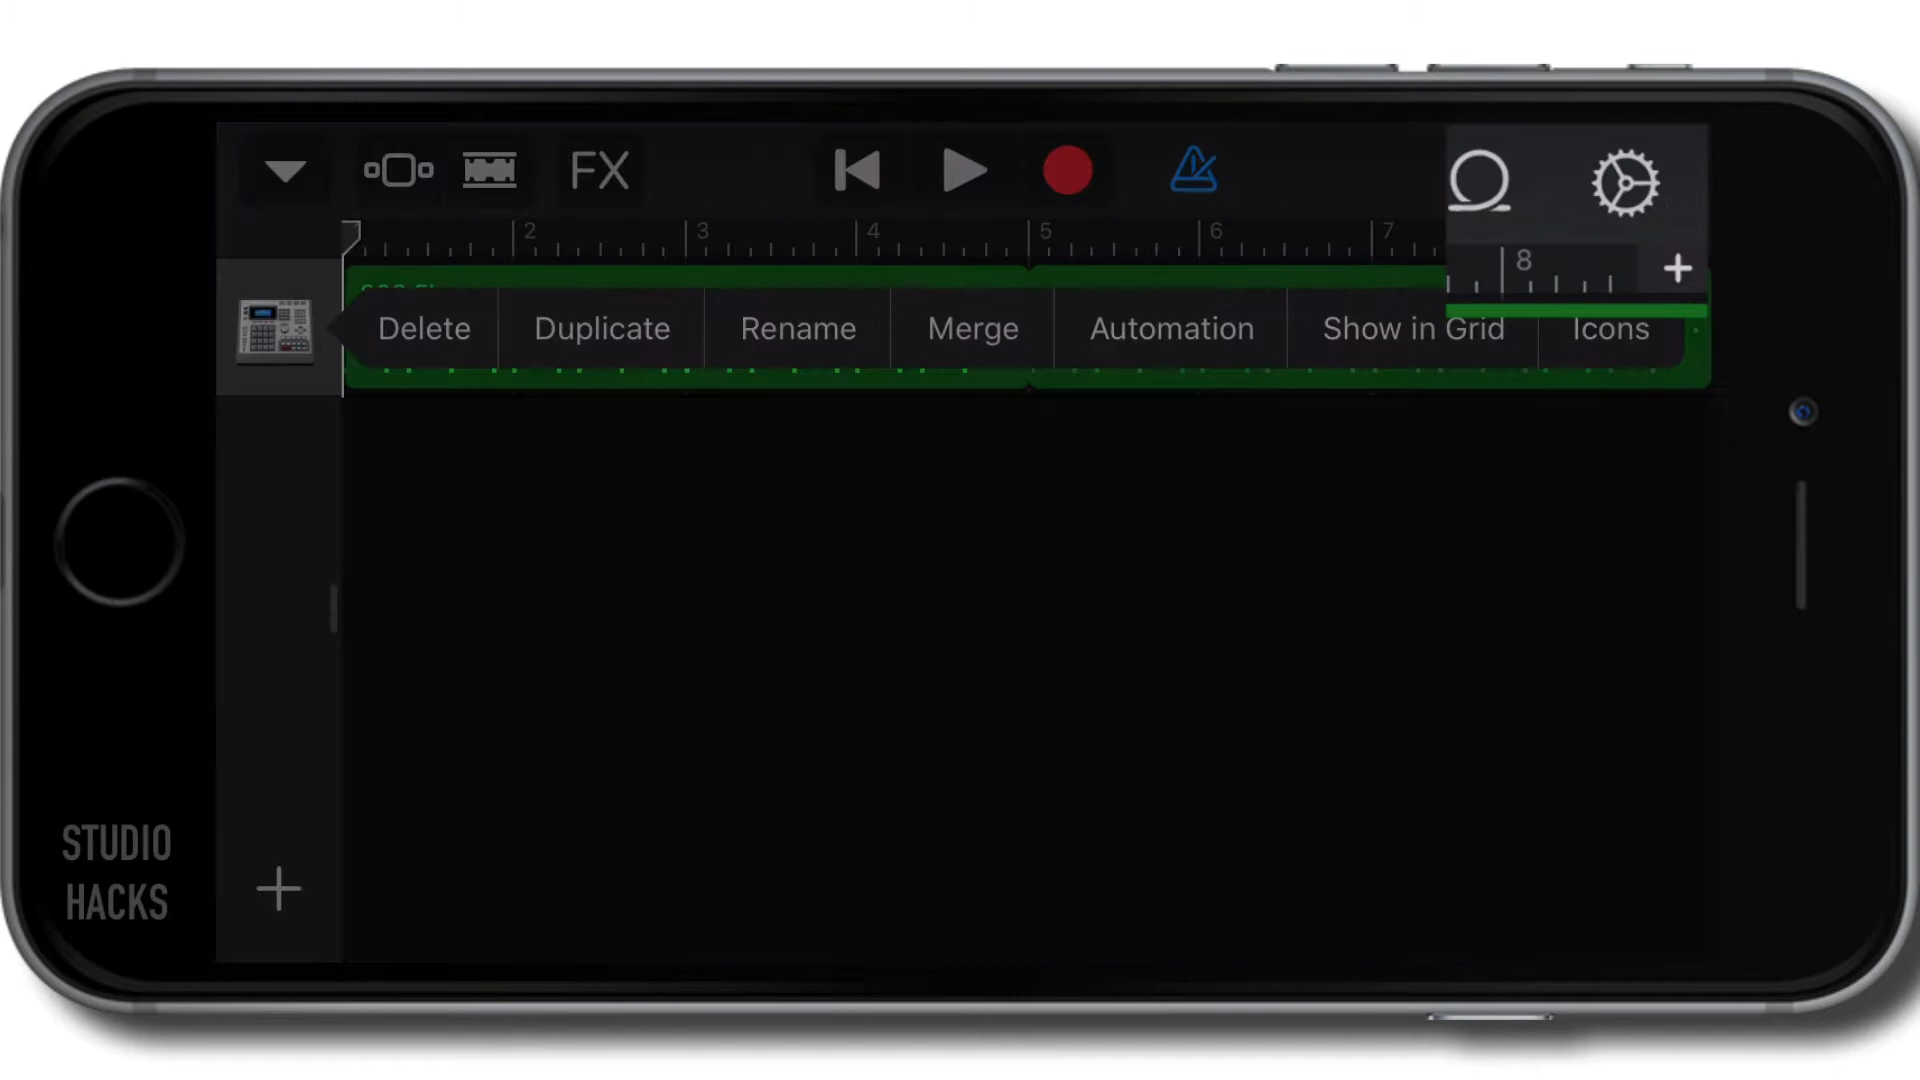 FX
2 3 4 5 6 7 8
Delete Duplicate Rename Merge Automation Show in Grid Icons
STUDIO
HACKS